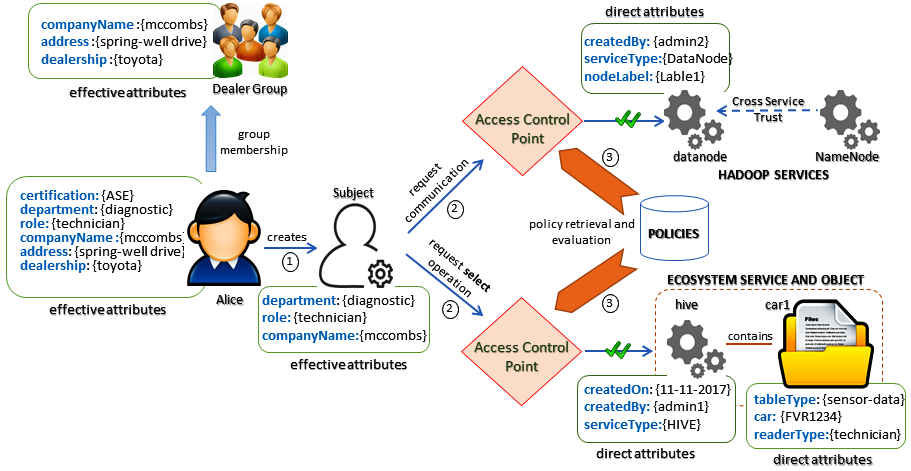 companyName :{mccombs}
address :{spring-well drive}
dealership :{toyota}
effective attributes
Dealer Group
group
membership
certification: {ASE}
department: {diagnostic}
role: {technician}
companyName :{mccombs}
address: {spring-well drive}
dealership: {toyota}
effective attributes
Alice
creates
1
Subject
department: {diagnostic}
role: {technician}
companyName:{mccombs}
effective attributes
request
communication
2
request select
operation
2
Access Control
Point
Access Control
Point
direct attributes
createdBy: {admin2}
serviceType:{DataNode}
nodeLabel: {Lable1}
datanode
Cross Service
Trust
NameNode
HADOOP SERVICES
3
policy retrieval and
evaluation
POLICIES
3
ECOSYSTEM SERVICE AND OBJECT
hive
car1
contains
Files
createdOn: {11-11-2017}
createdBy: {admin1}
serviceType:{HIVE}
direct attributes
tableType: {sensor-data}
car: {FVR1234}
readerType:{technician}
direct attributes